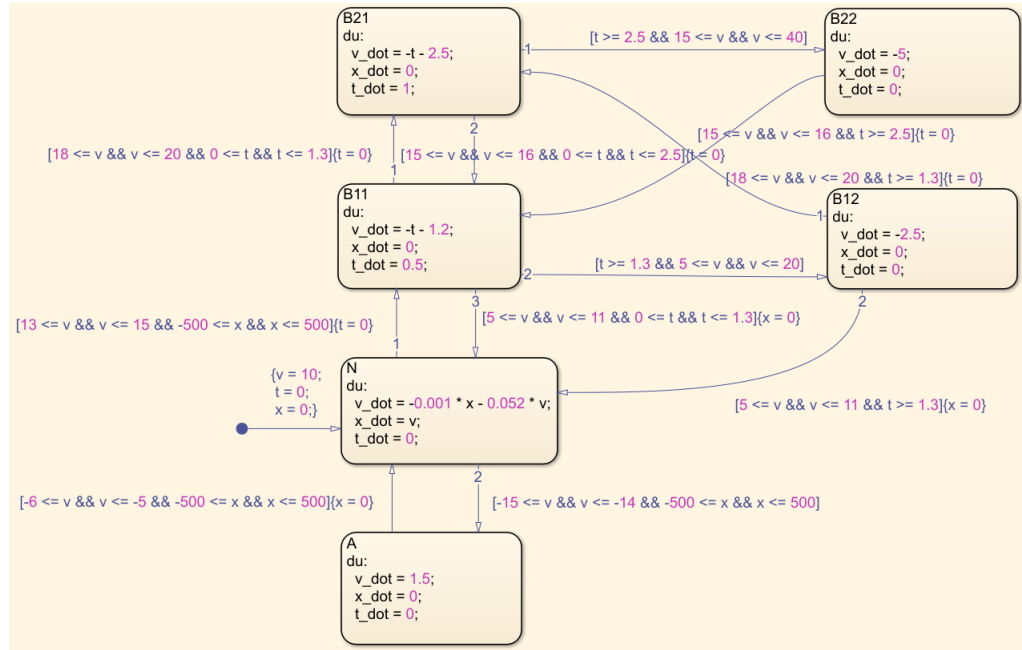 B21
du:
v_dot = -t - 2.5;
x_dot = 0;
t_dot = 1;
1
[t >= 2.5 && 15 <= v && v <= 40]
B22
du:
v_dot = -5;
x_dot = 0;
t_dot = 0;
2
[15 <= v && v <= 16 && t >= 2.5]{t = 0}
[18 <= v && v <= 20 && 0 <= t && t <= 1.3]{t = 0}
1
[15 <= v && v <= 16 && 0 <= t && t <= 2.5]{t = 0}
[18 <= v && v <= 20 && t >= 1.3]{t = 0}
B11
du:
v_dot = -t - 1.2;
x_dot = 0;
t_dot = 0.5;
2
[t >= 1.3 && 5 <= v && v <= 20]
1
B12
du:
v_dot = -2.5;
x_dot = 0;
t_dot = 0;
3
2
[5 <= v && v <= 11 && 0 <= t && t <= 1.3]{x = 0}
[13 <= v && v <= 15 && -500 <= x && x <= 500]{t = 0}
1
{v = 10;
t = 0;
x = 0;}
N
du:
v_dot = -0.001 * x - 0.052 * v;
x_dot = v;
t_dot = 0;
[5 <= v && v <= 11 && t >= 1.3]{x = 0}
2
[-6 <= v && v <= -5 && -500 <= x && x <= 500]{x = 0}
[-15 <= v && v <= -14 && -500 <= x && x <= 500]
A
du:
v_dot = 1.5;
x_dot = 0;
t_dot = 0;